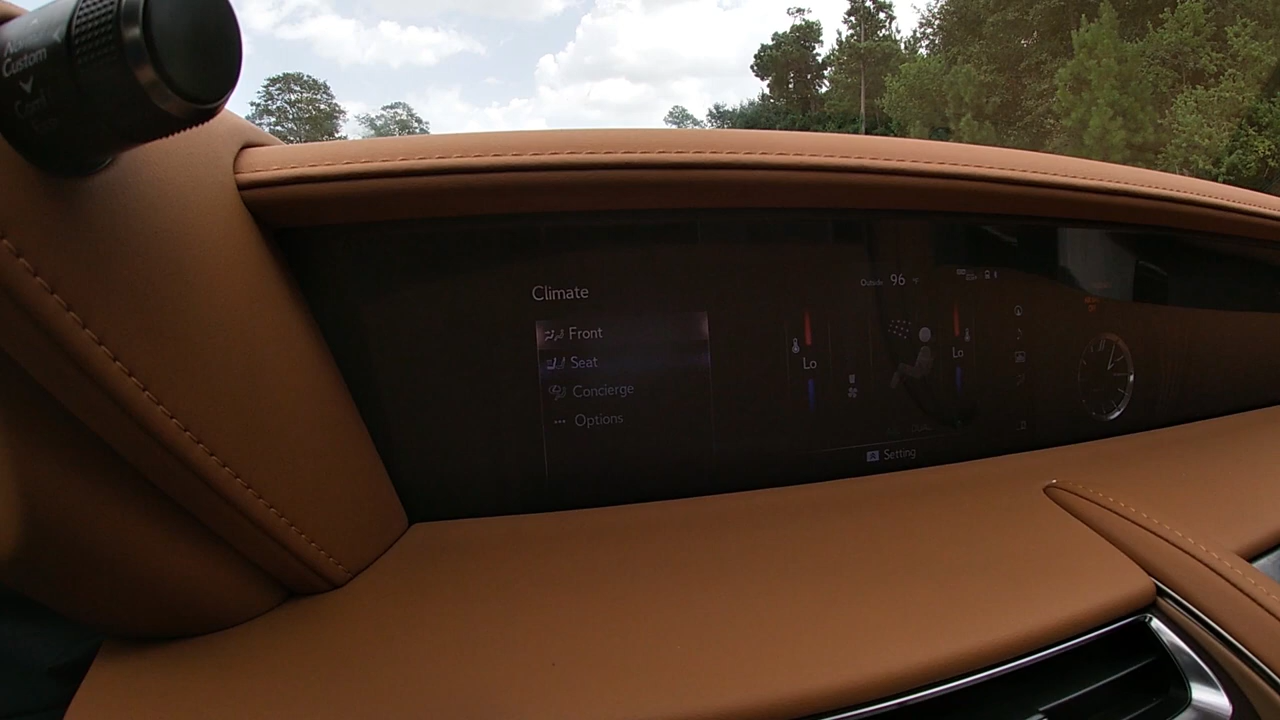 Custom
Climate
Front
Seat
Concierge
Options
Outside 96 °F
Lo
Lo
Setting